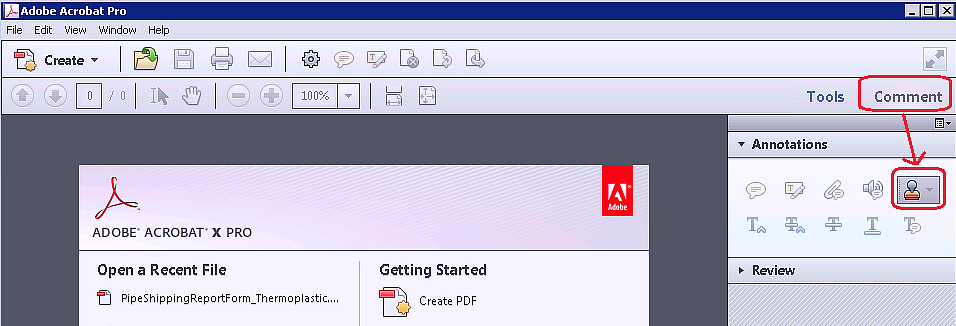 Adobe Acrobat Pro
File Edit View Window Help
Create
0 / 0 100% Tools Comment
Annotations
Adobe
ADOBE® ACROBAT® X PRO
Review
Open a Recent File Getting Started
PipeShippingReportForm_Thermoplastic.... Create PDF